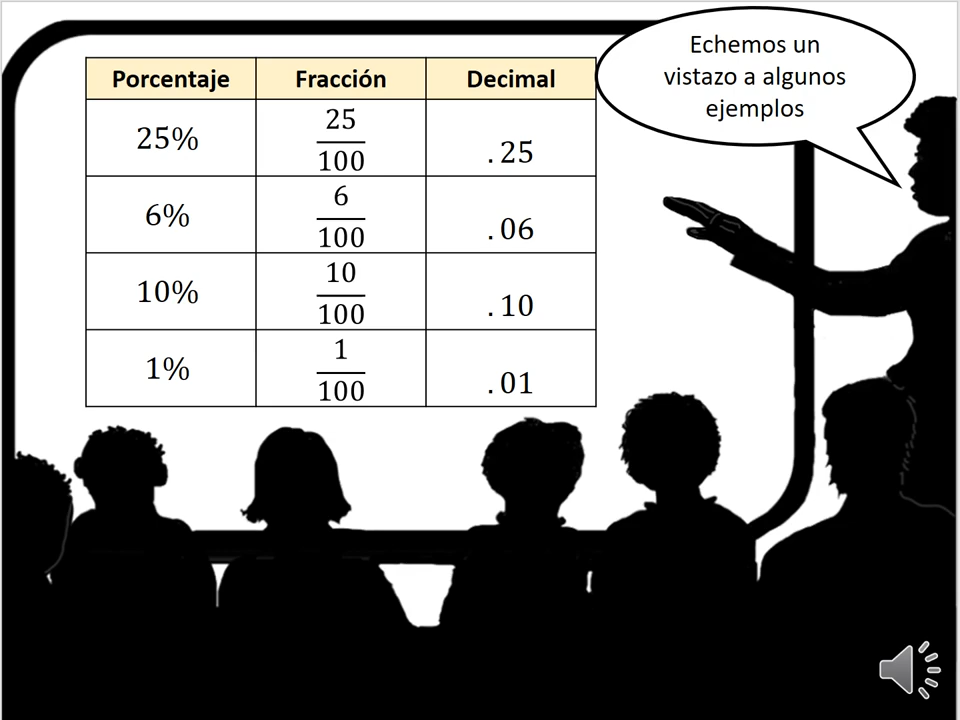 Echemos un
vistazo a algunos
ejemplos
Porcentaje Fracción Decimal
25% 25/100 .25
6% 6/100 .06
10% 10/100 .10
1% 1/100 .01